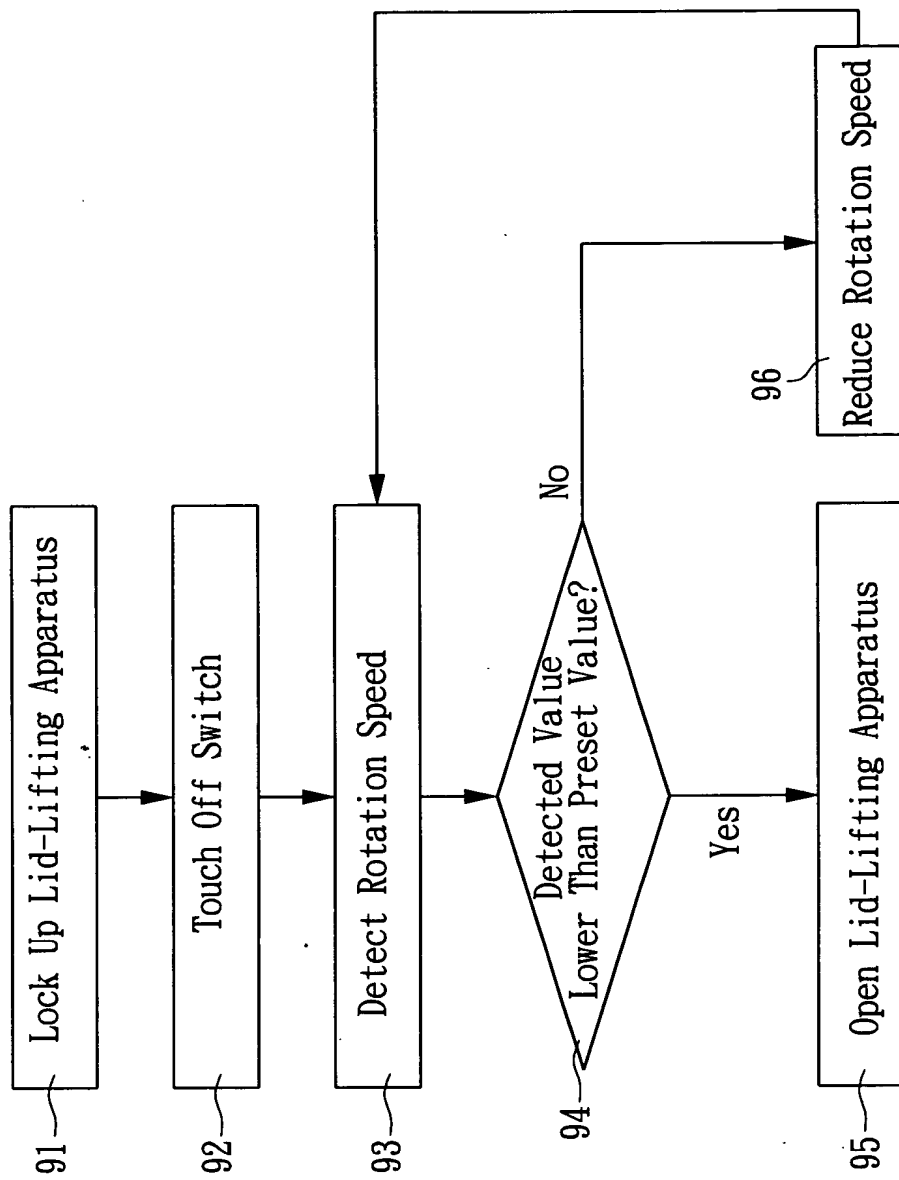 91
Lock Up Lid-Lifting Apparatus
92
Touch Off Switch
93
Detect Rotation Speed
94
Detected Value
Lower Than Preset Value?
No
Yes
96
Reduce Rotation Speed
95
Open Lid-Lifting Apparatus